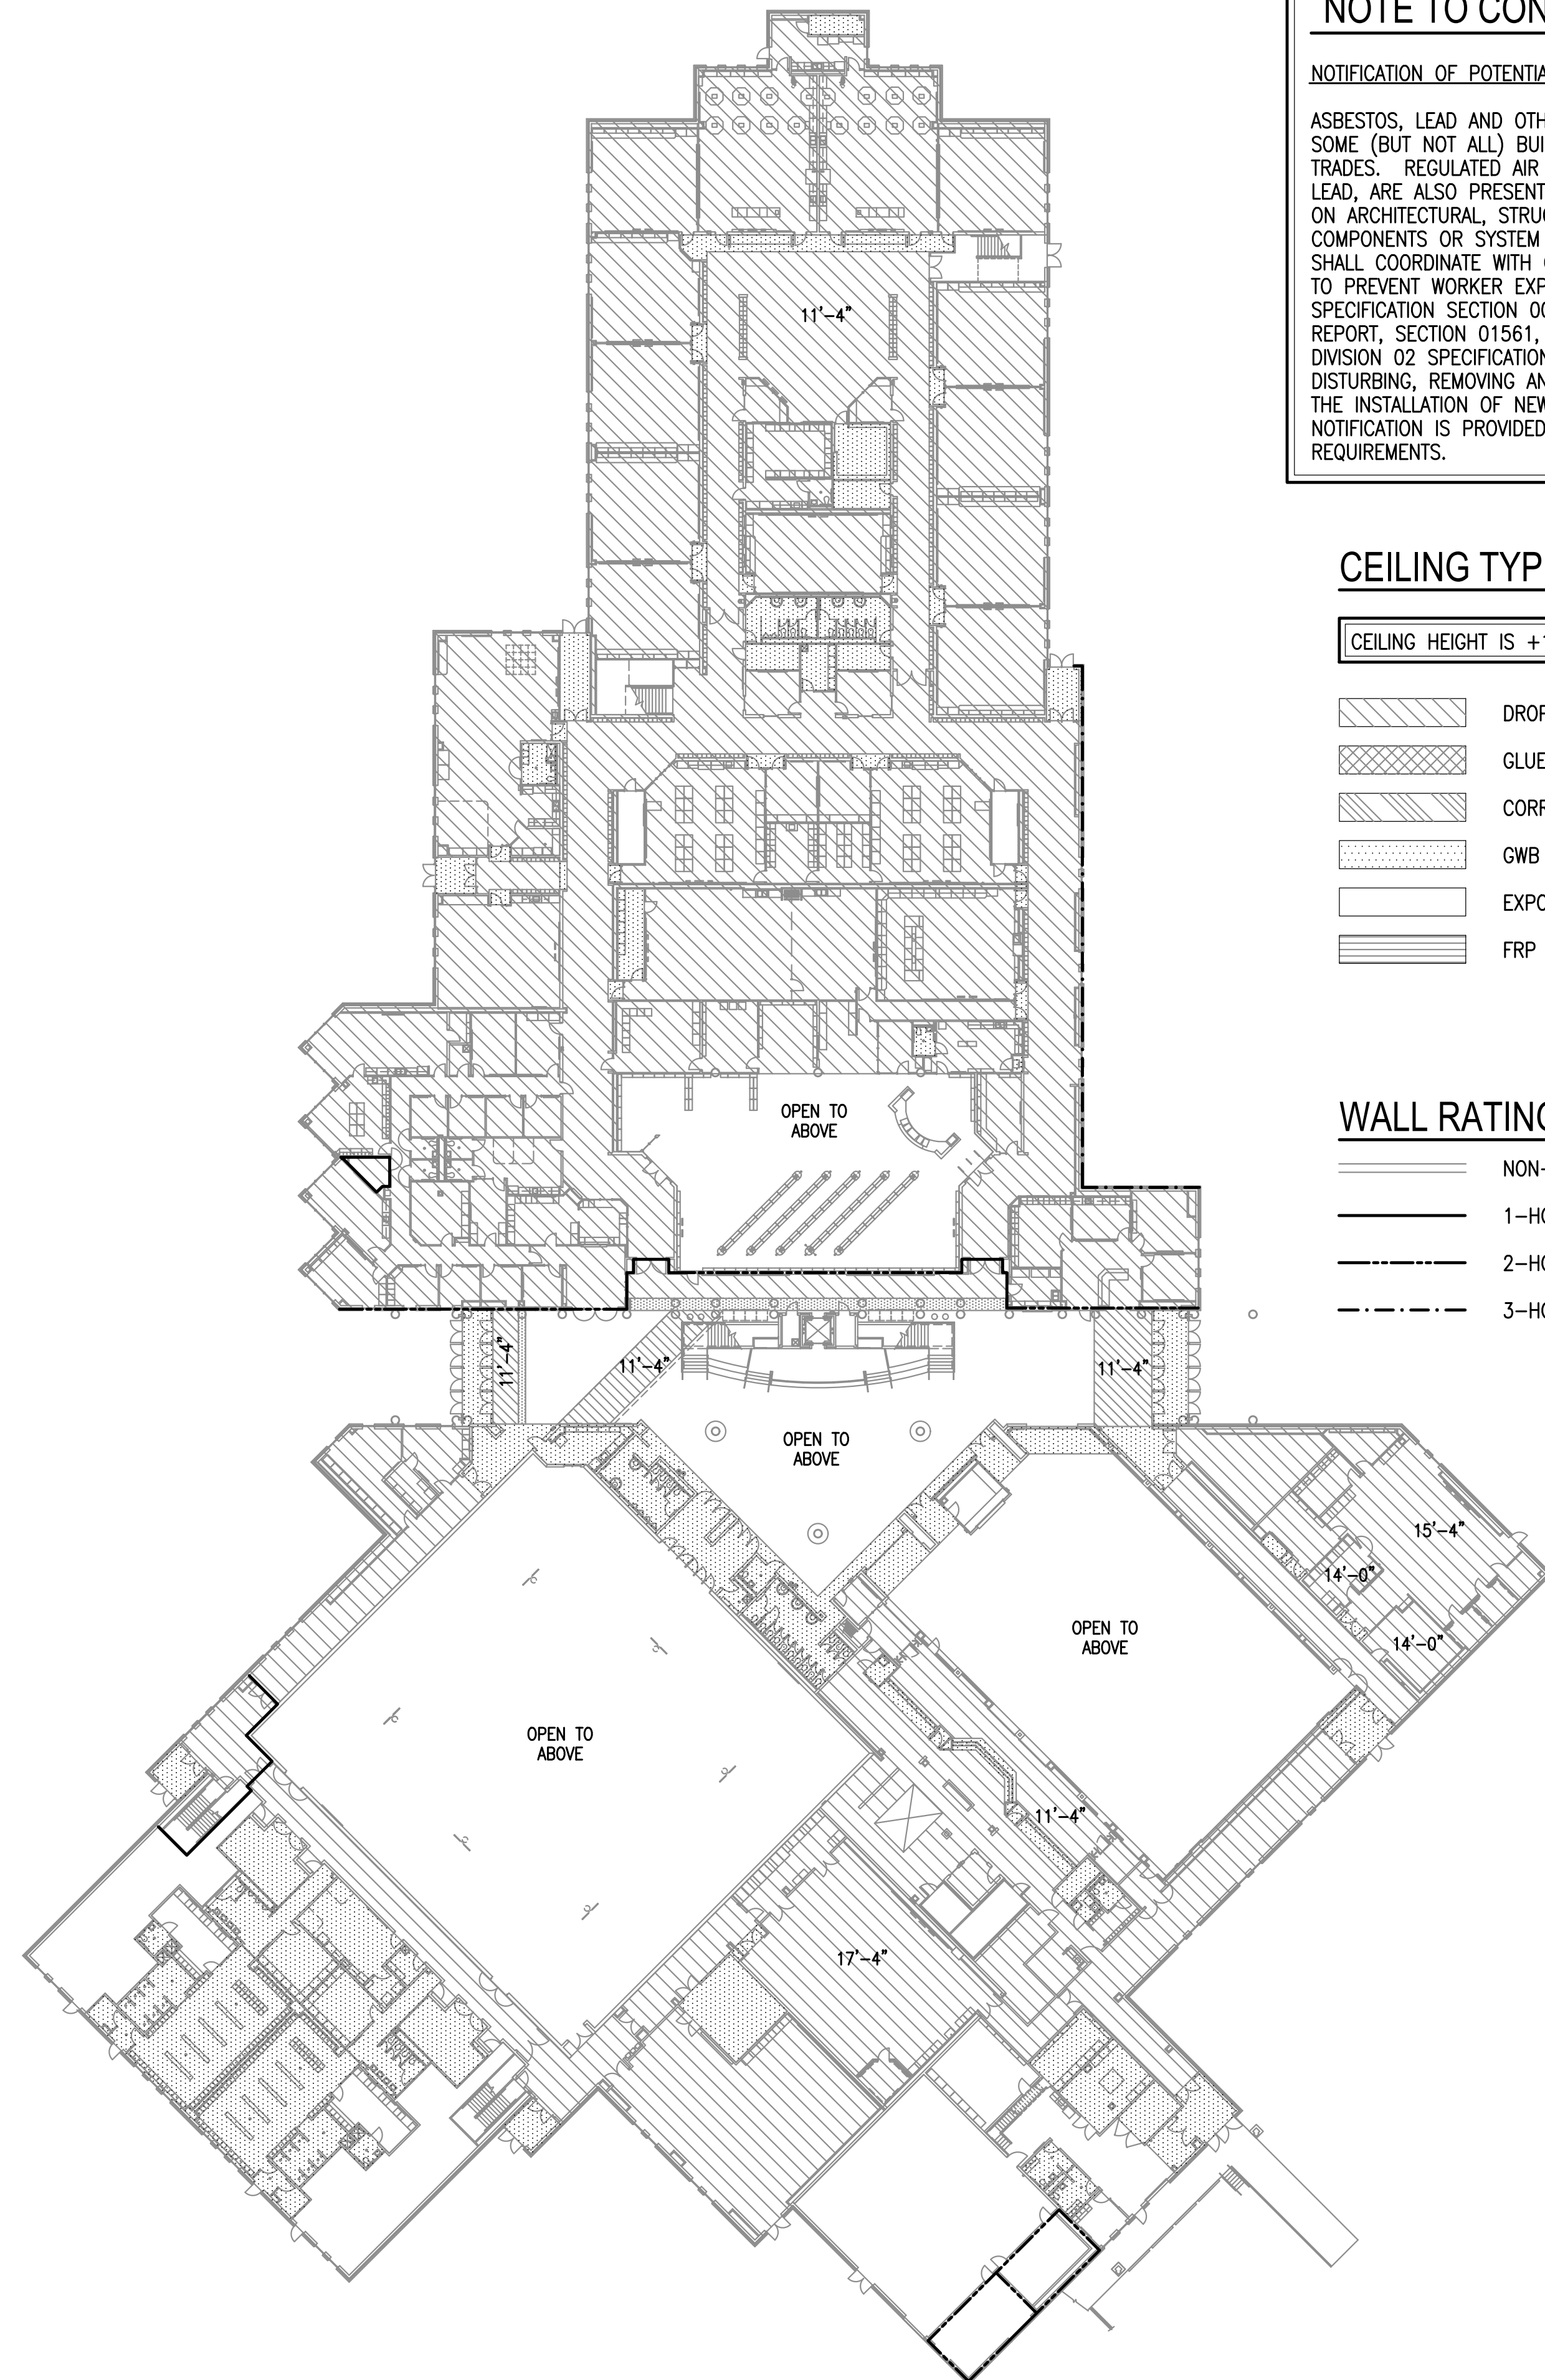 NOTE TO CON
NOTIFICATION OF POTENTIA
ASBESTOS, LEAD AND OTH
SOME (BUT NOT ALL) BUI
TRADES. REGULATED AIR
LEAD, ARE ALSO PRESENT
ON ARCHITECTURAL, STRUC
COMPONENTS OR SYSTEM
SHALL COORDINATE WITH
TO PREVENT WORKER EXP
SPECIFICATION SECTION 00
REPORT, SECTION 01561,
DIVISION 02 SPECIFICATION
DISTURBING, REMOVING AN
THE INSTALLATION OF NEW
NOTIFICATION IS PROVIDED
REQUIREMENTS.
11'-4"
CEILING TYP
CEILING HEIGHT IS +1
DROP
GLUE
CORR
GWB
EXPO
FRP
OPEN TO
ABOVE
WALL RATING
NON-
1-HO
2-HO
3-HO
11'-4"
11'-4"
11'-4"
OPEN TO
ABOVE
15'-4"
14'-0"
14'-0"
OPEN TO
ABOVE
OPEN TO
ABOVE
11'-4"
17'-4"